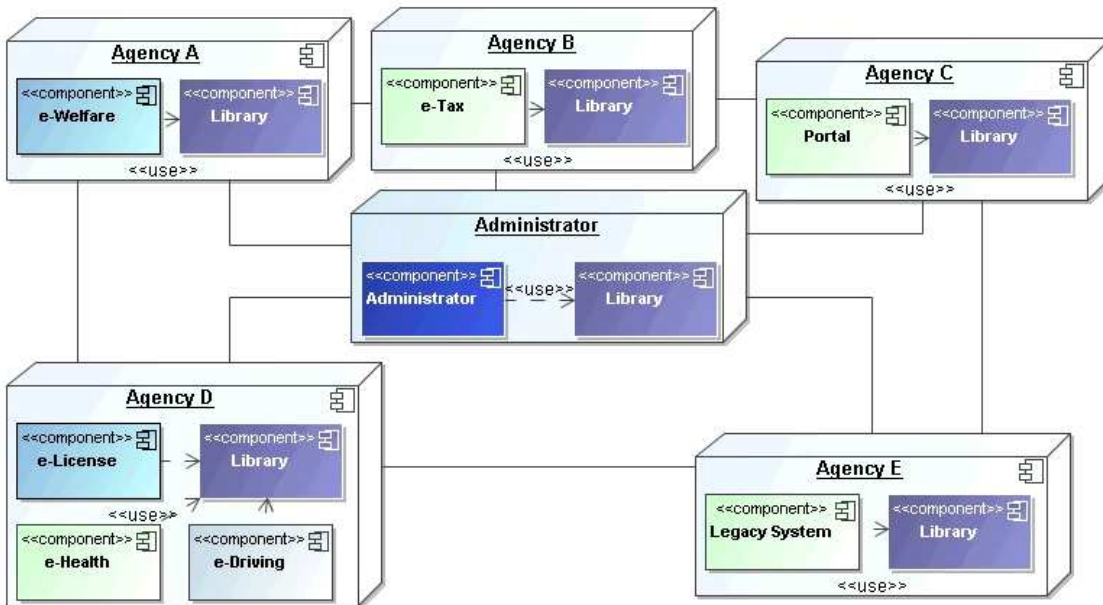 Agency A
<<component>>
e-Welfare
<<component>>
Library
<<use>>
Agency B
<<component>>
e-Tax
<<component>>
Library
<<use>>
Agency C
<<component>>
Portal
<<component>>
Library
<<use>>
Administrator
<<component>>
Administrator
<<use>>
<<component>>
Library
Agency D
<<component>>
e-License
<<component>>
Library
<<use>>
<<component>>
e-Health
<<component>>
e-Driving
Agency E
<<component>>
Legacy System
<<component>>
Library
<<use>>